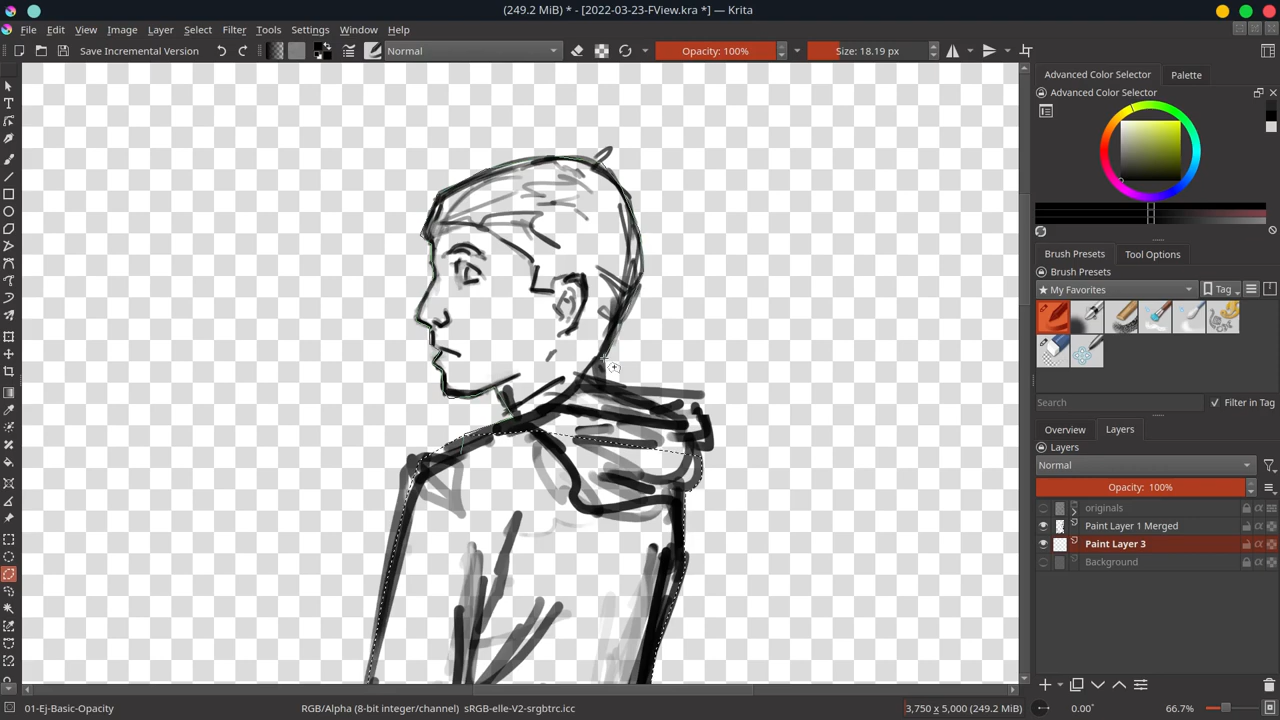 (249.2 MiB) * - [2022-03-23-FView.kra *] — Krita
File Edit View Image Layer Select Filter Tools Settings Window Help
Save Incremental Version
Normal
Opacity: 100%
Size: 18.19 px
Advanced Color Selector Palette
Advanced Color Selector
Brush Presets Tool Options
Brush Presets
★ My Favorites
Tag
Search
Filter in Tag
Overview Layers
Layers
Normal
Opacity: 100%
originals
Paint Layer 1 Merged
Paint Layer 3
Background
01-Ej-Basic-Opacity
RGB/Alpha (8-bit integer/channel) sRGB-elle-V2-srgbtrc.icc
3,750 x 5,000 (249.2 MiB)
0.00°
66.7%